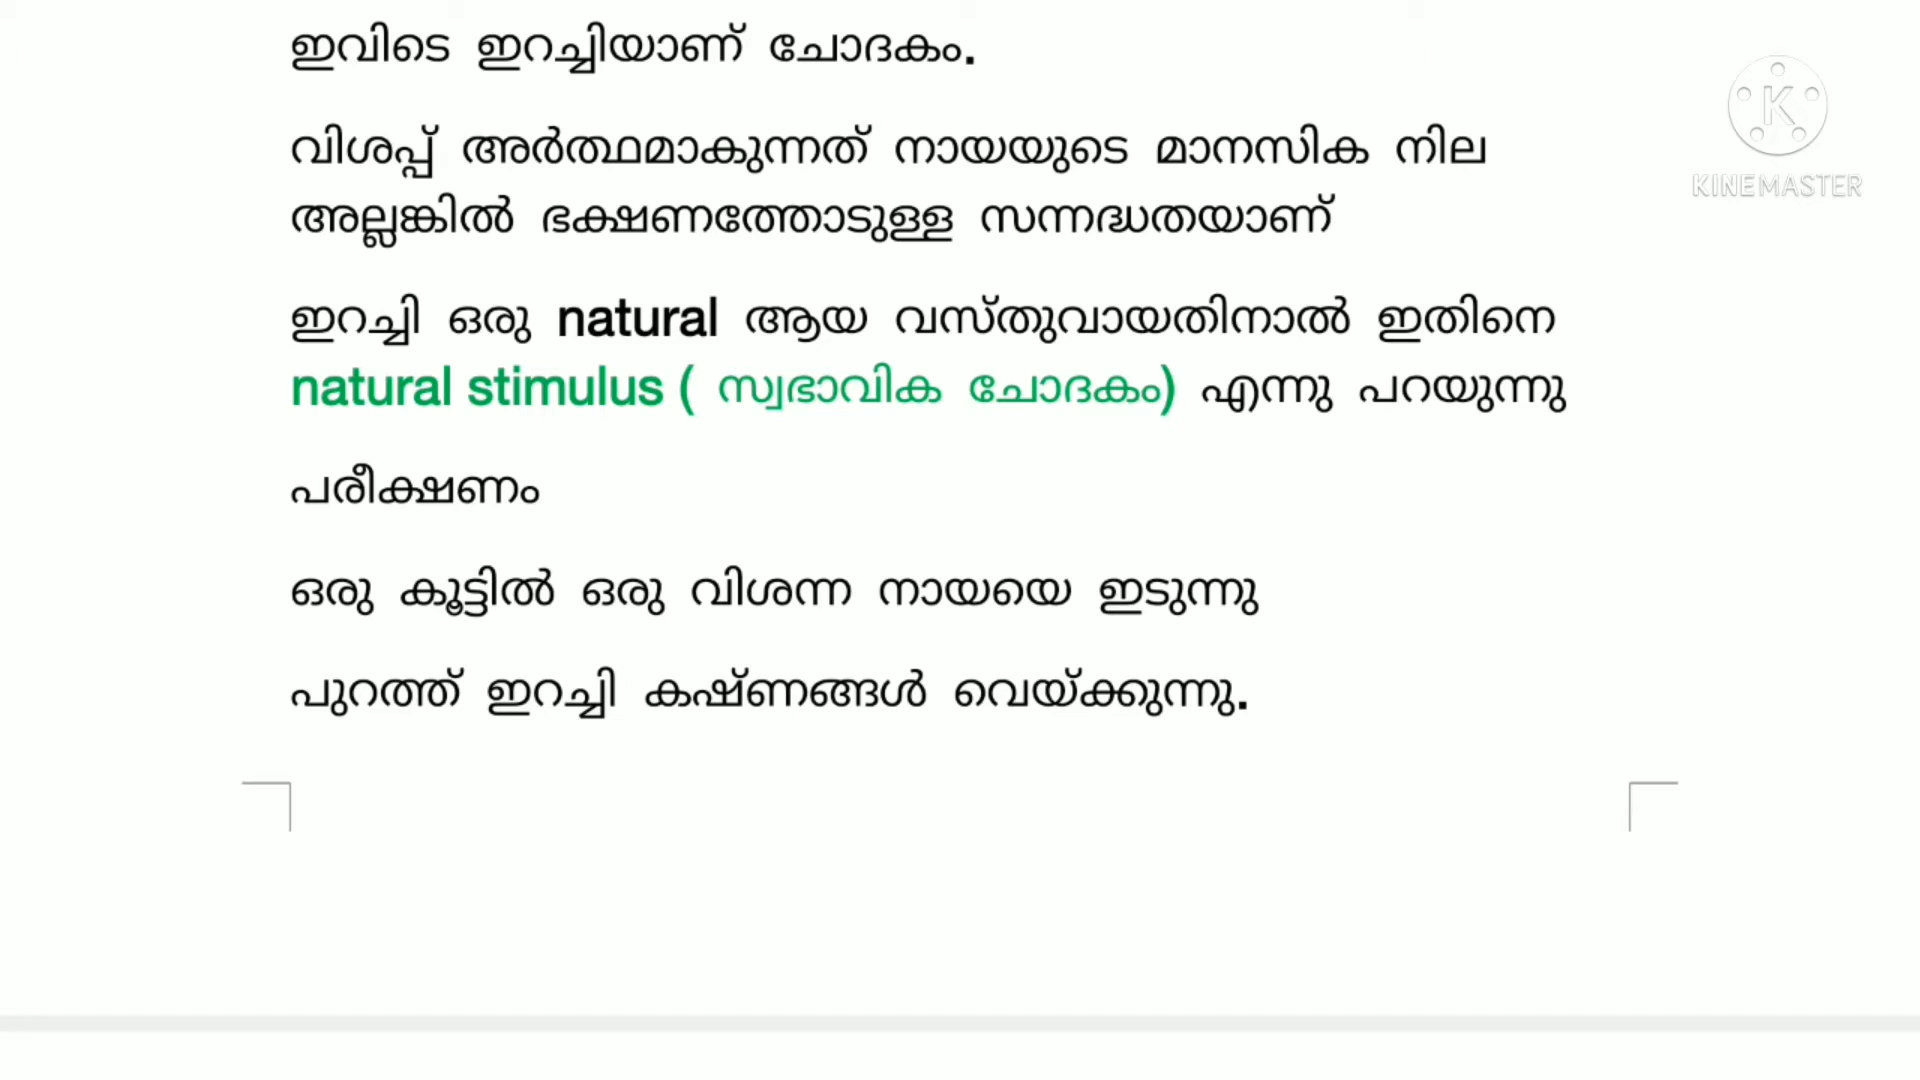 ഇവിടെ ഇറച്ചിയാണ് ചോദകം.
വിശപ്പ് അർത്ഥമാകുന്നത് നായയുടെ മാനസിക നില
അല്ലങ്കിൽ ഭക്ഷണത്തോടുള്ള സന്നദ്ധതയാണ്
ഇറച്ചി ഒരു natural ആയ വസ്തുവായതിനാൽ ഇതിനെ
natural stimulus ( സ്വഭാവിക ചോദകം) എന്നു പറയുന്നു
പരീക്ഷണം
ഒരു കൂട്ടിൽ ഒരു വിശന്ന നായയെ ഇടുന്നു
പുറത്ത് ഇറച്ചി കഷ്ണങ്ങൾ വെയ്ക്കുന്നു.
K
KINEMASTER